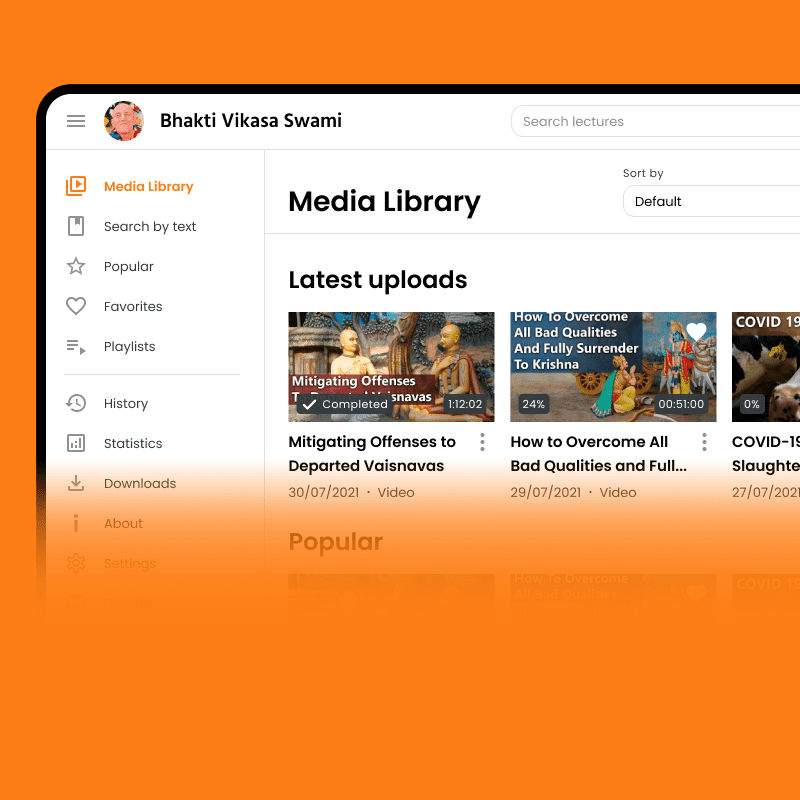 Bhakti Vikasa Swami
Search lectures
Media Library
Search by text
Popular
Favorites
Playlists
History
Statistics
Downloads
About
Settings
Media Library
Sort by
Default
Latest uploads
How To Overcome
All Bad Qualities
And Fully Surrender
To Krishna
COVID 19
Mitigating Offenses
Vaisnavas
Completed
1:12:02
24%
00:51:00
0%
Mitigating Offenses to
Departed Vaisnavas
30/07/2021 · Video
How to Overcome All
Bad Qualities and Full...
29/07/2021 · Video
COVID-19
Slaughte
27/07/2021
Popular
How To Overcome
All Bad Qualities
COVID 19